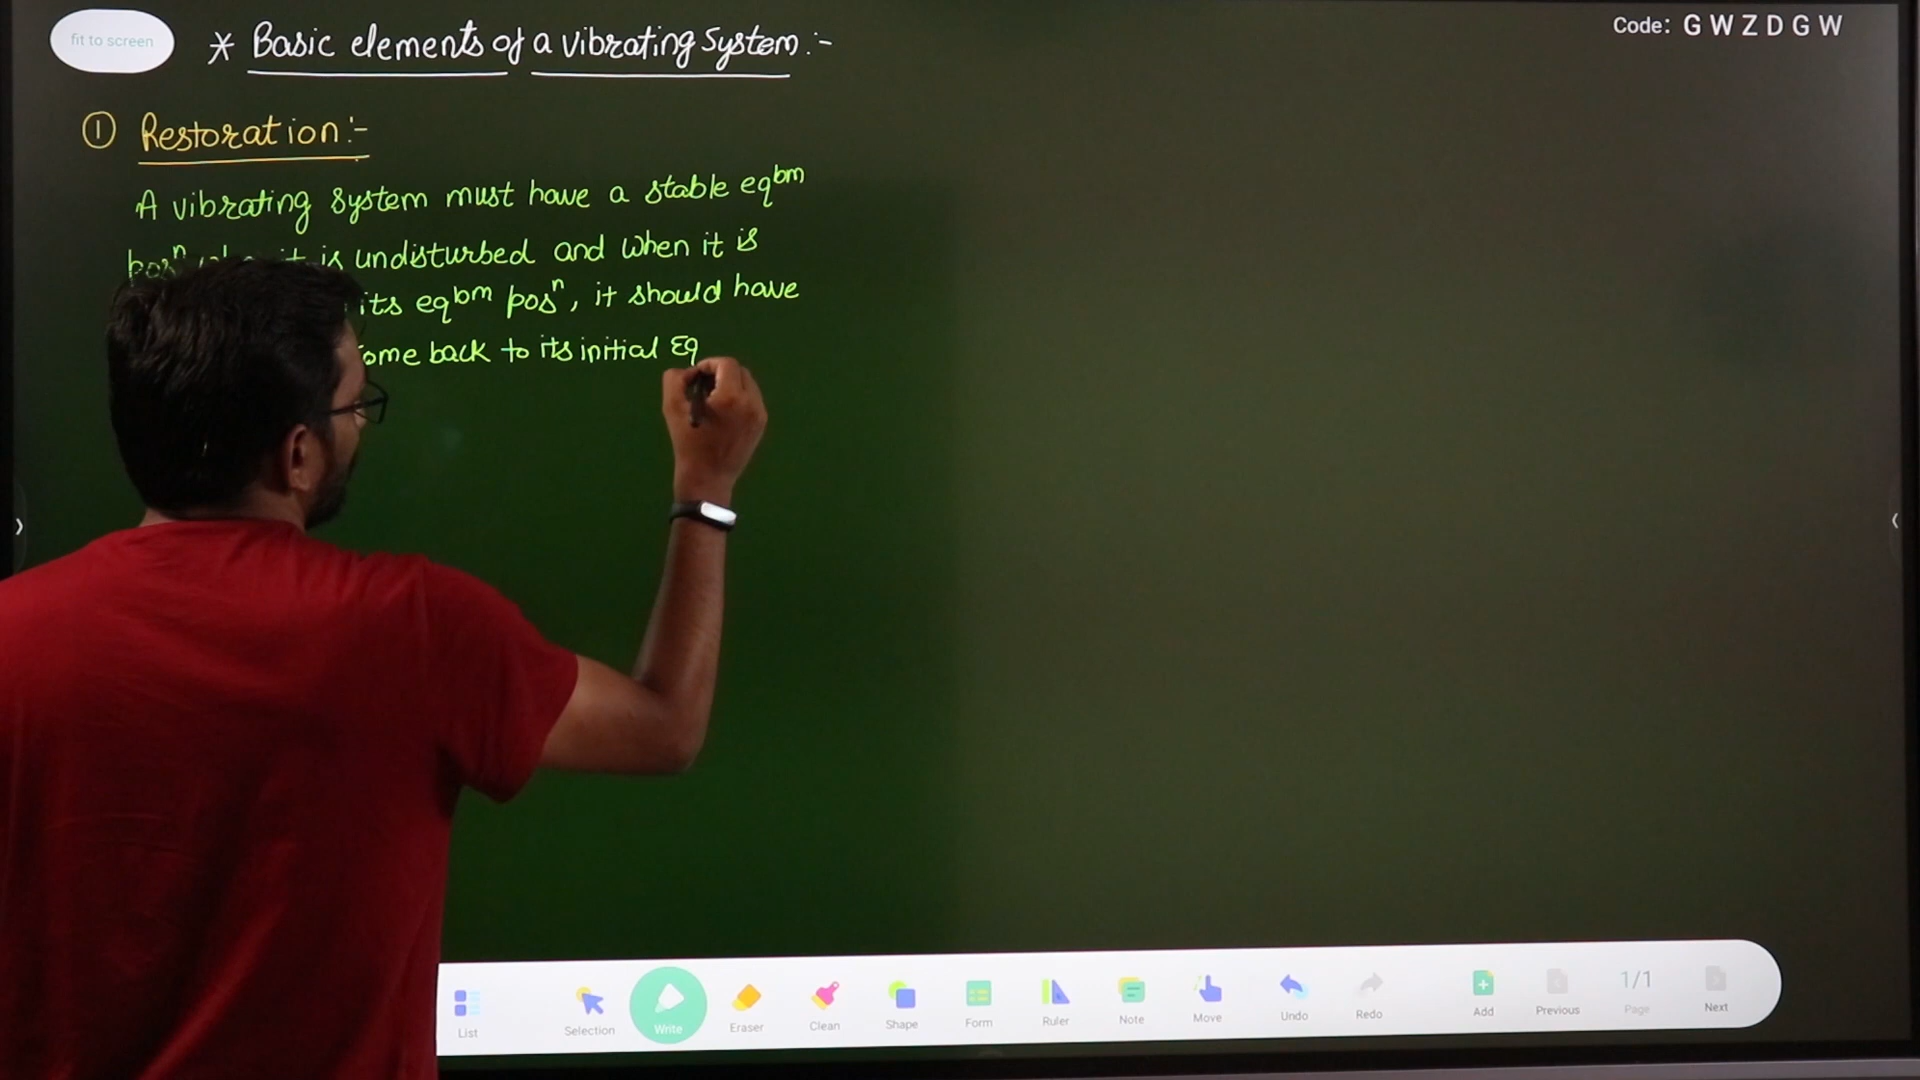 fit to screen
Code: G W Z D G W
* Basic elements of a vibrating system :-
① Restoration :-
A vibrating system must have a stable eqbm
posn it is undisturbed and when it is
its eqbm posn, it should have
back to its initial Eq
List Selection Write Eraser Clean Shape Form Ruler Note Move Undo Redo Add Previous 1/1 Page Next